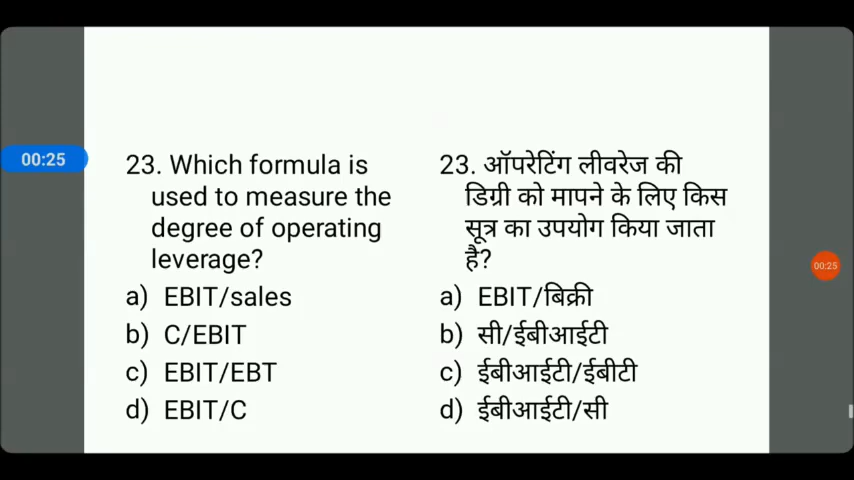 00:25
23. Which formula is
used to measure the
degree of operating
leverage?
a) EBIT/sales
b) C/EBIT
c) EBIT/EBT
d) EBIT/C
23. ऑपरेटिंग लीवरेज की
डिग्री को मापने के लिए किस
सूत्र का उपयोग किया जाता
है?
a) EBIT/बिक्री
b) सी/ईबीआईटी
c) ईबीआईटी/ईबीटी
d) ईबीआईटी/सी
00:25